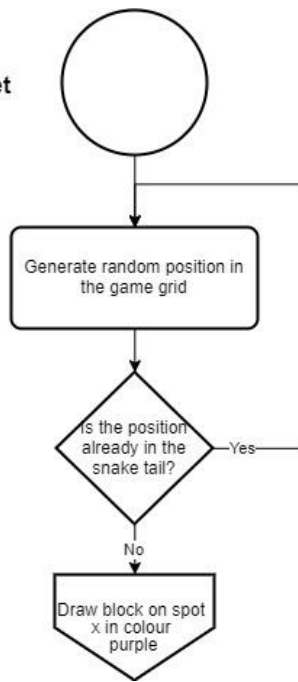 et
Generate random position in
the game grid
Is the position
already in the
snake tail?
Yes
No
Draw block on spot
x in colour
purple